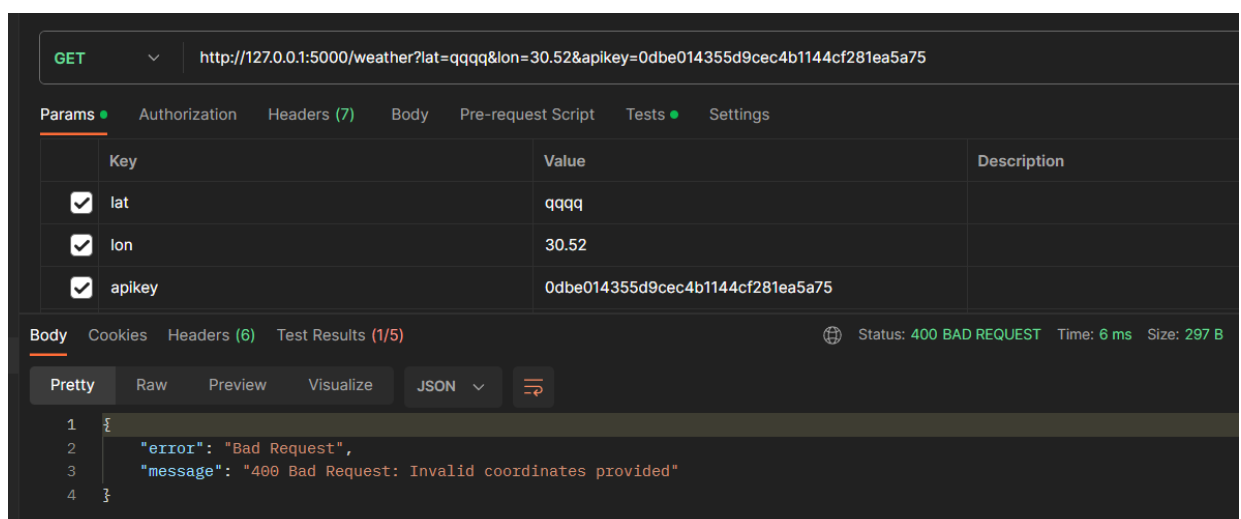 GET http://127.0.0.1:5000/weather?lat=qqqq&lon=30.52&apikey=0dbe014355d9cec4b1144cf281ea5a75
Params Authorization Headers (7) Body Pre-request Script Tests Settings
Key Value Description
lat qqqq
lon 30.52
apikey 0dbe014355d9cec4b1144cf281ea5a75
Body Cookies Headers (6) Test Results (1/5) Status: 400 BAD REQUEST Time: 6 ms Size: 297 B
Pretty Raw Preview Visualize JSON
1 {
2 "error": "Bad Request",
3 "message": "400 Bad Request: Invalid coordinates provided"
4 }